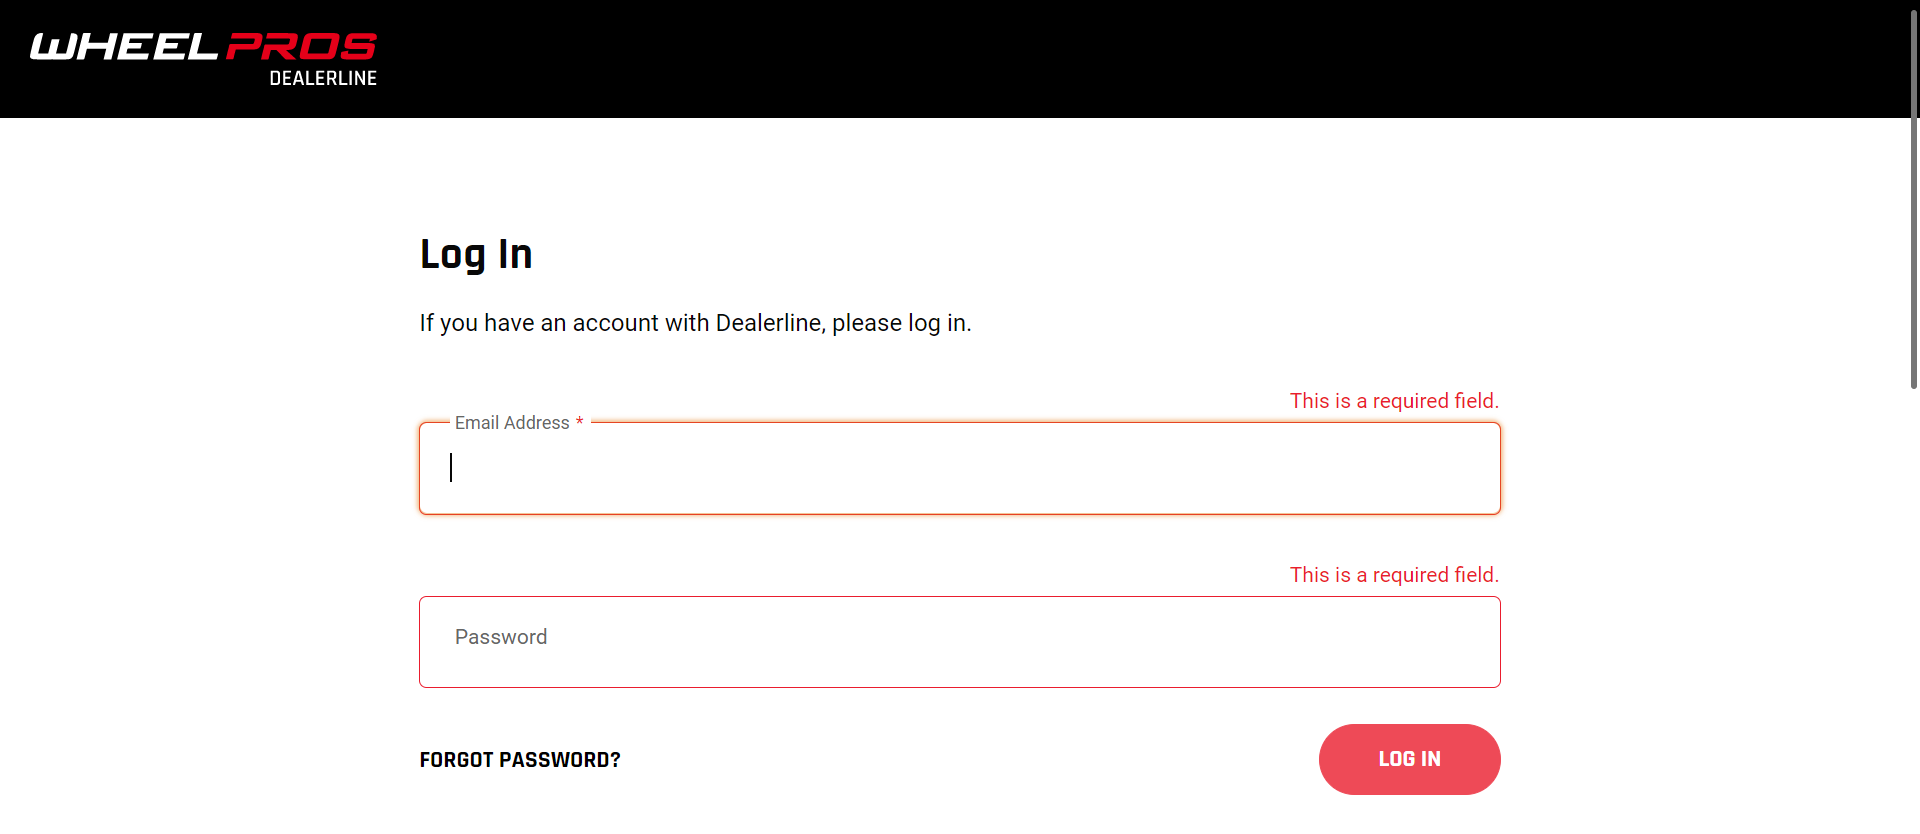 WHEEL PROS
DEALERLINE
Log In
If you have an account with Dealerline, please log in.
This is a required field.
Email Address *
This is a required field.
Password
FORGOT PASSWORD?
LOG IN